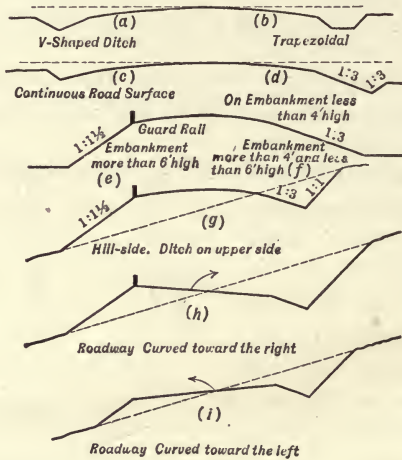 (a) (b)
V-Shaped Ditch Trapezoidal
(c) (d) 1:3 1:3
Continuous Road Surface
On Embankment less
than 4' high
1:1½ Guard Rail 1:3
Embankment
more than 6' high
(e)
Embankment
more than 4' and less
than 6' high (f)
1:1½ 1:3 1:1
(g)
Hill-side. Ditch on upper side
(h)
Roadway Curved toward the right
(i)
Roadway Curved toward the left